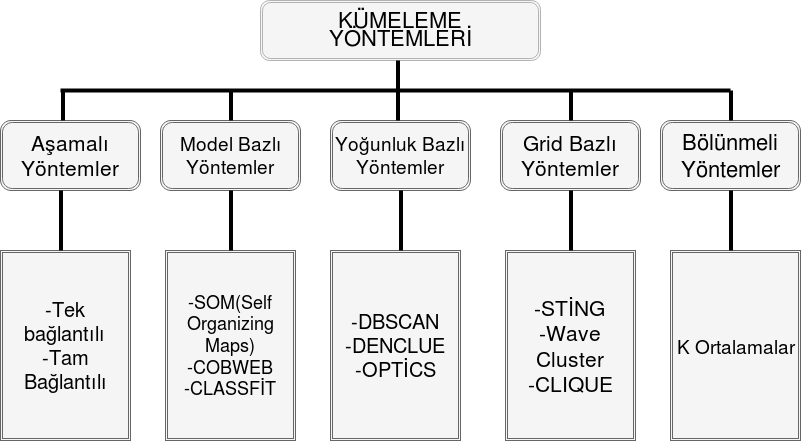 KÜMELEME
YÖNTEMLERİ
Aşamalı
Yöntemler
Model Bazlı
Yöntemler
Yoğunluk Bazlı
Yöntemler
Grid Bazlı
Yöntemler
Bölünmeli
Yöntemler
-Tek
bağlantılı
-Tam
Bağlantılı
-SOM(Self
Organizing
Maps)
-COBWEB
-CLASSFİT
-DBSCAN
-DENCLUE
-OPTİCS
-STİNG
-Wave
Cluster
-CLIQUE
K Ortalamalar